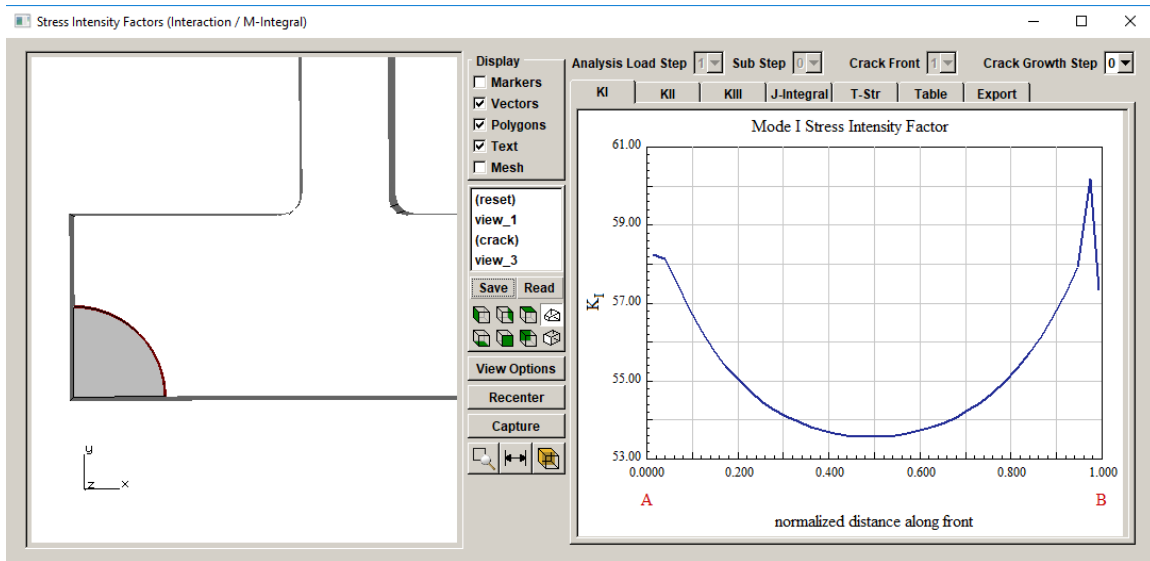 Stress Intensity Factors (Interaction / M-Integral)
Display
Markers
Vectors
Polygons
Text
Mesh
(reset)
view_1
(crack)
view_3
Save Read
View Options
Recenter
Capture
y
z x
Analysis Load Step 1 Sub Step 0 Crack Front 1 Crack Growth Step 0
KI KII KIII J-Integral T-Str Table Export
Mode I Stress Intensity Factor
61.00
59.00
57.00
55.00
53.00
KI
0.0000 0.200 0.400 0.600 0.800 1.000
A B
normalized distance along front